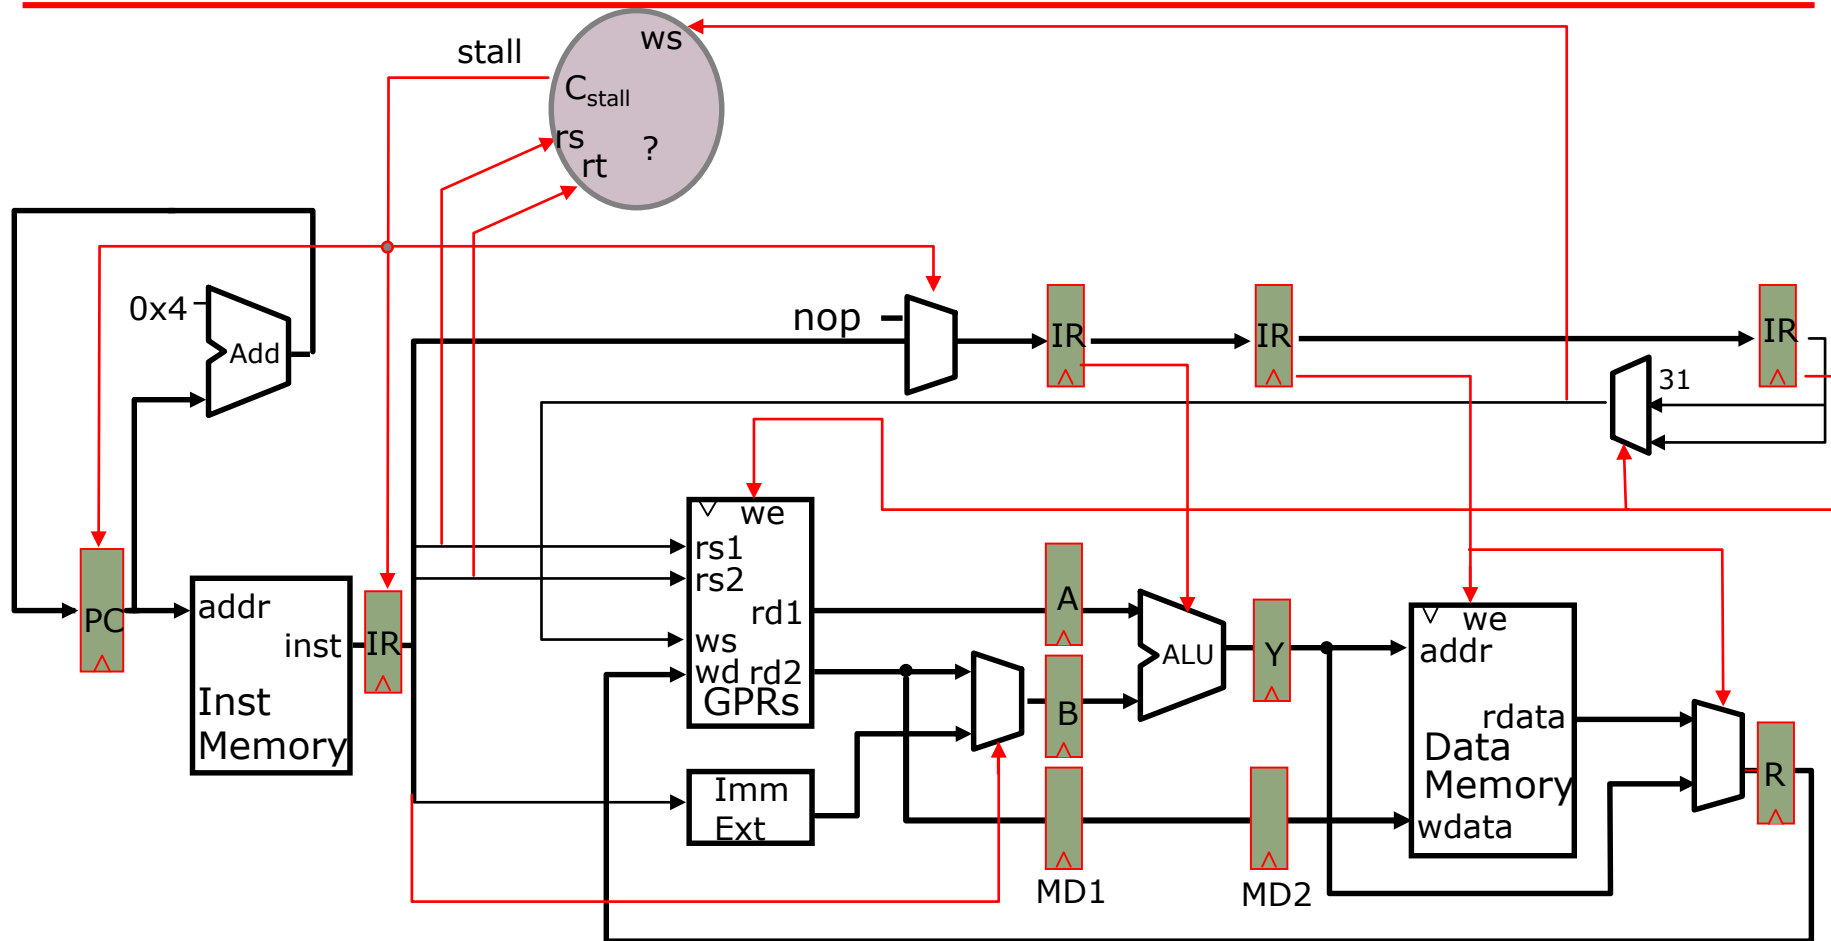 ws
stall
C_stall
rs
rt
?
0x4
Add
nop
IR
IR
IR
31
we
rs1
rs2
rd1
ws
wd
rd2
GPRs
PC
addr
inst
Inst
Memory
IR
A
B
ALU
Y
we
addr
rdata
Data
Memory
wdata
R
Imm
Ext
MD1
MD2